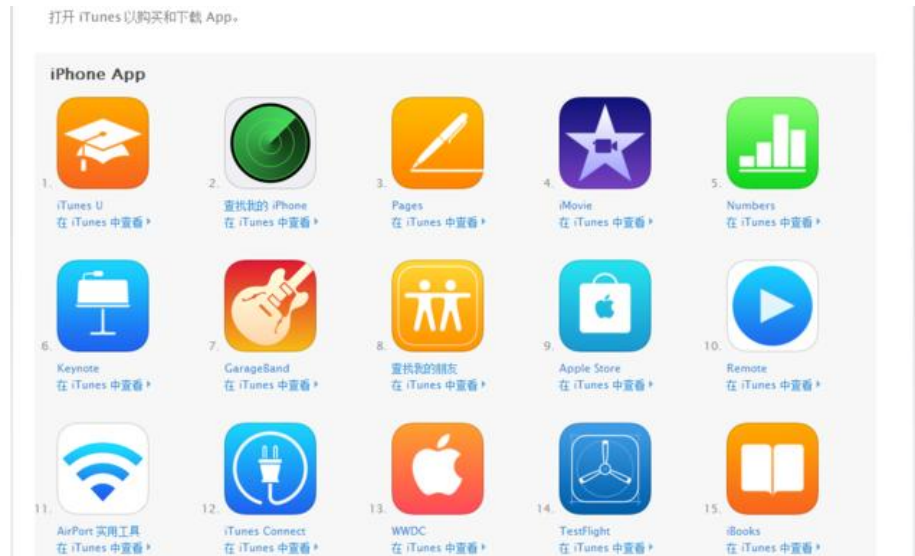 打开 iTunes 以购买和下载 App。
iPhone App
1.
iTunes U
在 iTunes 中查看
2.
查找我的 iPhone
在 iTunes 中查看
3.
Pages
在 iTunes 中查看
4.
iMovie
在 iTunes 中查看
5.
Numbers
在 iTunes 中查看
6.
Keynote
在 iTunes 中查看
7.
GarageBand
在 iTunes 中查看
8.
查找我的朋友
在 iTunes 中查看
9.
Apple Store
在 iTunes 中查看
10.
Remote
在 iTunes 中查看
11.
AirPort 实用工具
在 iTunes 中查看
12.
iTunes Connect
在 iTunes 中查看
13.
WWDC
在 iTunes 中查看
14.
TestFlight
在 iTunes 中查看
15.
iBooks
在 iTunes 中查看